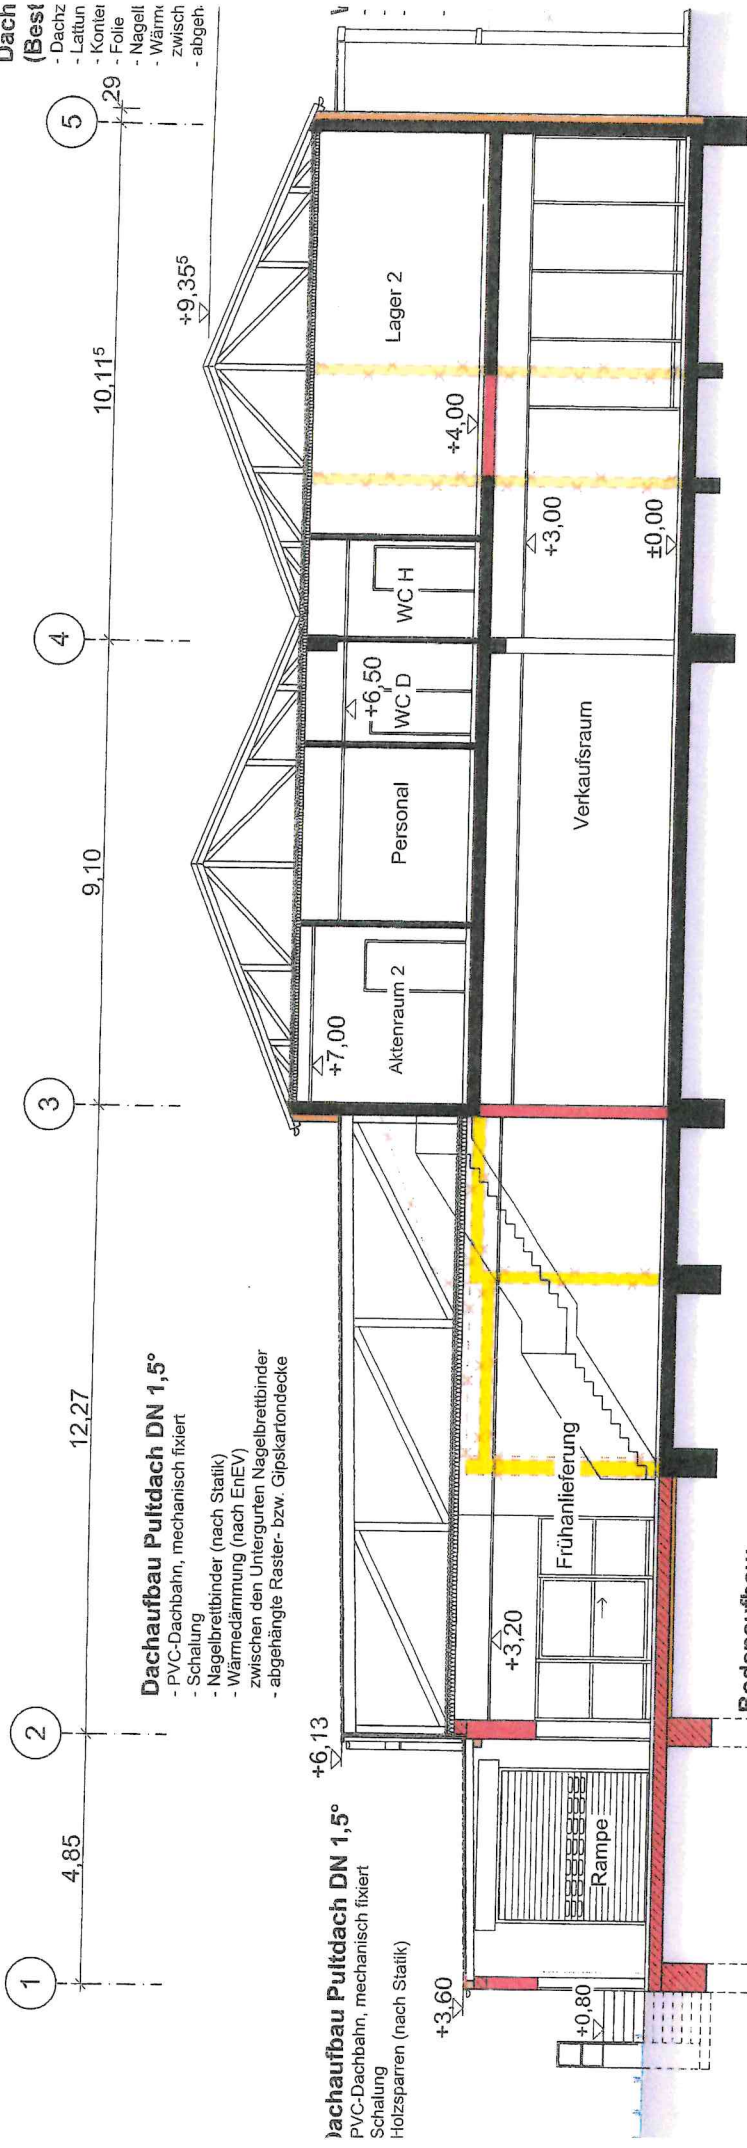 Dach
(Best
- Dachz
- Lattun
- Konter
- Folie
- Nagell
- Wärm
zwisch
- abgeh.
1
2
3
4
5
4,85
12,27
9,10
9,10
10,11⁵
29
+9,35⁵
Dachaufbau Pultdach DN 1,5°
- PVC-Dachbahn, mechanisch fixiert
- Schalung
- Nagelbrettbinder (nach Statik)
- Wärmedämmung (nach EnEV)
zwischen den Untergurten Nagelbrettbinder
- abgehängte Raster- bzw. Gipskartondecke
Dachaufbau Pultdach DN 1,5°
PVC-Dachbahn, mechanisch fixiert
Schalung
Holzsparren (nach Statik)
+6,13
+3,60
+0,80
Rampe
+3,20
Frühanlieferung
+7,00
Aktenraum 2
Personal
+6,50
WC D
WC H
Lager 2
+4,00
+3,00
±0,00
Verkaufsraum
Bodenaufbau